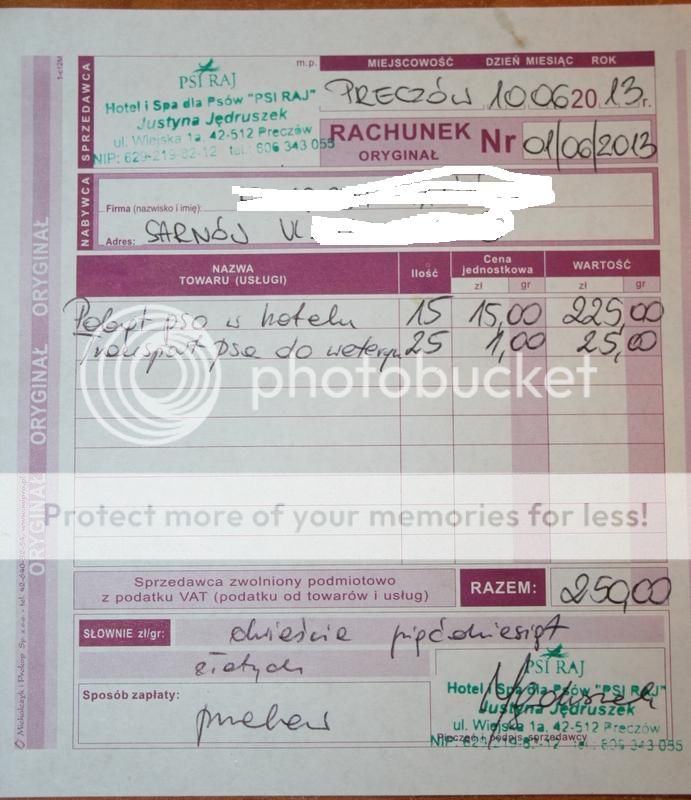 SPRZEDAWCA
m.p.
PSI RAJ
Hotel i Spa dla Psów "PSI RAJ"
Justyna Jędruszek
ul. Wiejska 1a, 42-512 Preczów
NIP: 629-219-82-12 tel.: 606 343 055
MIEJSCOWOŚĆ DZIEŃ MIESIĄC ROK
PRECZÓW 10 06 2013 r.
RACHUNEK Nr 01/06/2013
ORYGINAŁ
NABYWCA
Firma (nazwisko i imię):
Adres: SARNÓW UL.
NAZWA TOWARU (USŁUGI) Ilość Cena jednostkowa zł gr WARTOŚĆ zł gr
Pobyt psa w hotelu 15 15,00 225,00
Transport psa do weteryn 25 1,00 25,00
photobucket
Protect more of your memories for less!
Sprzedawca zwolniony podmiotowo
z podatku VAT (podatku od towarów i usług)
RAZEM: 250,00
SŁOWNIE zł/gr: dwieście pięćdziesiąt
złotych
Sposób zapłaty:
przelew
PSI RAJ
Hotel i Spa dla Psów "PSI RAJ"
Justyna Jędruszek
ul. Wiejska 1a, 42-512 Preczów
Pieczęć i podpis sprzedawcy
NIP: 629-219-82-12 tel.: 606 343 055
ORYGINAŁ ORYGINAŁ ORYGINAŁ ORYGINAŁ